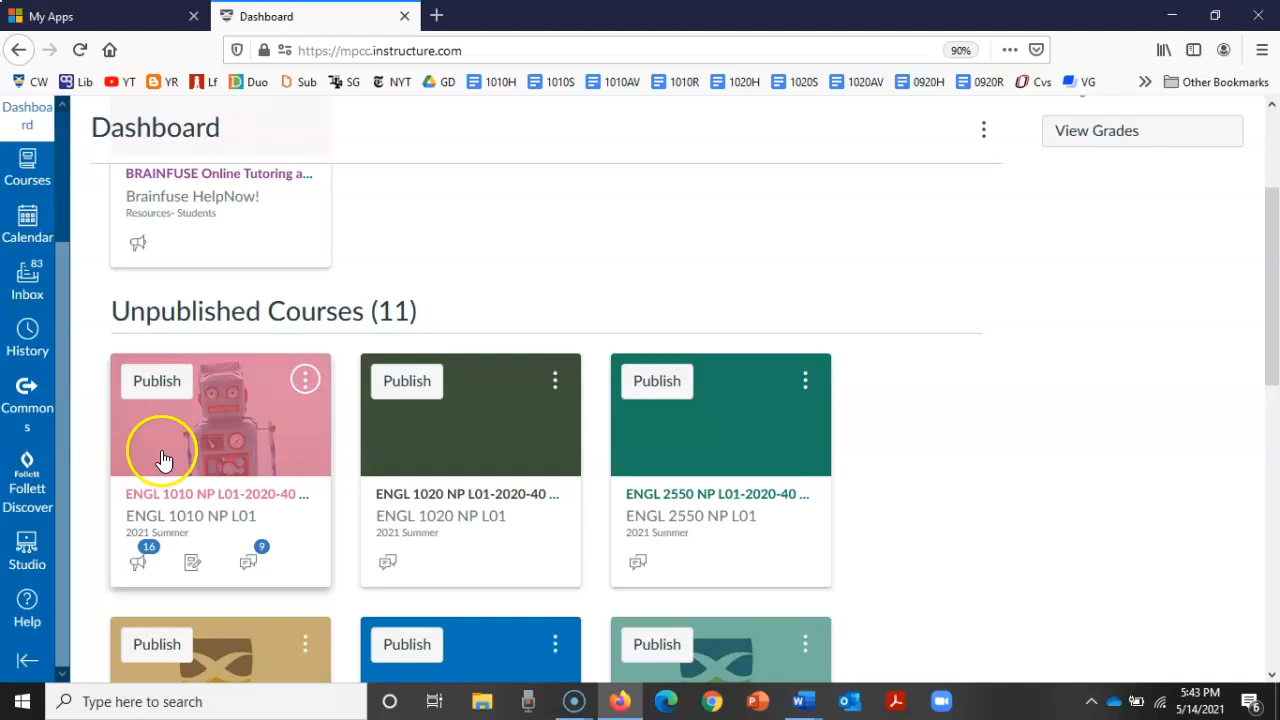 My Apps
Dashboard
https://mpcc.instructure.com
90%
CW
Lib
YT
YR
Lf
Duo
Sub
SG
NYT
GD
1010H
1010S
1010AV
1010R
1020H
1020S
1020AV
0920H
0920R
Cvs
VG
Other Bookmarks
Dashboa
rd
Courses
Calendar
83
Inbox
History
Common
s
Follett
Follett
Discover
Studio
Help
Dashboard
View Grades
BRAINFUSE Online Tutoring a...
Brainfuse HelpNow!
Resources- Students
Unpublished Courses (11)
Publish
Publish
Publish
ENGL 1010 NP L01-2020-40 ...
ENGL 1010 NP L01
2021 Summer
16
9
ENGL 1020 NP L01-2020-40 ...
ENGL 1020 NP L01
2021 Summer
ENGL 2550 NP L01-2020-40 ...
ENGL 2550 NP L01
2021 Summer
Publish
Publish
Publish
Type here to search
5:43 PM
5/14/2021
6